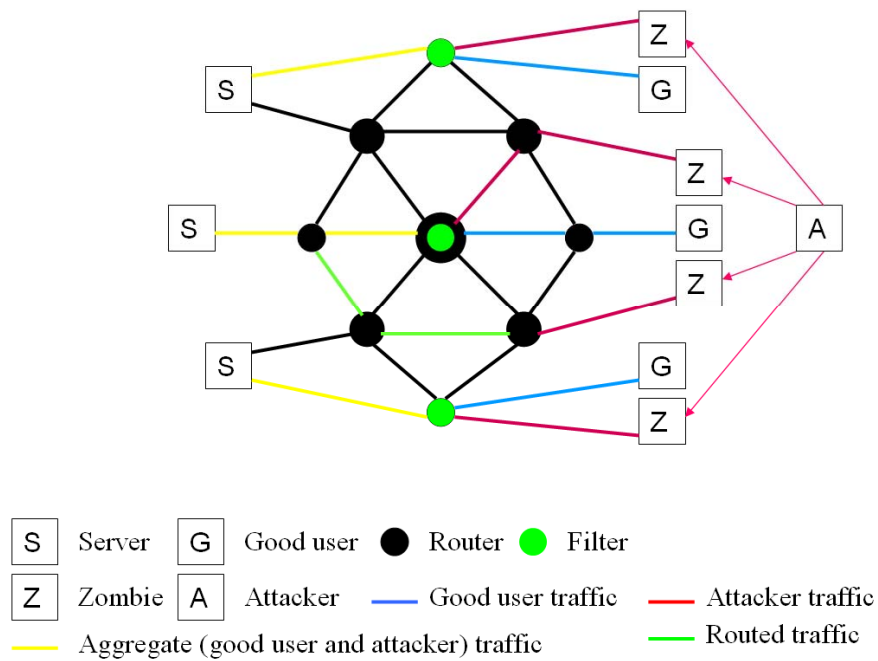 Z
S
G
Z
S
G
A
Z
S
G
Z
S Server G Good user Router Filter
Z Zombie A Attacker Good user traffic Attacker traffic
Aggregate (good user and attacker) traffic Routed traffic